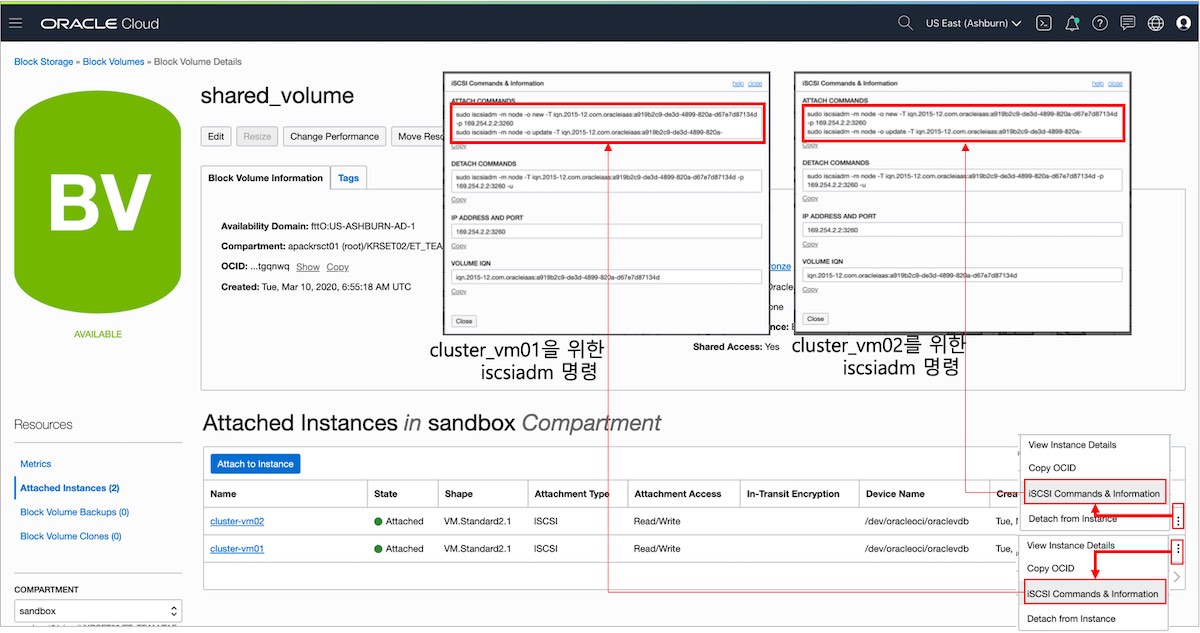 ORACLE Cloud
US East (Ashburn)
Block Storage » Block Volumes » Block Volume Details
BV
AVAILABLE
shared_volume
Edit
Resize
Change Performance
Move
Block Volume Information
Tags
Availability Domain: fttO:US-ASHBURN-AD-1
Compartment: apackrsct01 (root)/KRSET02/ET_TEA
OCID: ...tgqnwq Show Copy
Created: Tue, Mar 10, 2020, 6:55:18 AM UTC
Shared Access: Yes
iSCSI Commands & Information
help close
ATTACH COMMANDS
sudo iscsiadm -m node -o new -T iqn.2015-12.com.oracleiaas:a919b2c9-de3d-4899-820a-d67e7d87134d
-p 169.254.2.2:3260
sudo iscsiadm -m node -o update -T iqn.2015-12.com.oracleiaas:a919b2c9-de3d-4899-820a-
Copy
DETACH COMMANDS
sudo iscsiadm -m node -T iqn.2015-12.com.oracleiaas:a919b2c9-de3d-4899-820a-d67e7d87134d -p
169.254.2.2:3260 -u
Copy
IP ADDRESS AND PORT
169.254.2.2:3260
Copy
VOLUME IQN
iqn.2015-12.com.oracleiaas:a919b2c9-de3d-4899-820a-d67e7d87134d
Copy
Close
cluster_vm01을 위한
iscsiadm 명령
iSCSI Commands & Information
help close
ATTACH COMMANDS
sudo iscsiadm -m node -o new -T iqn.2015-12.com.oracleiaas:a919b2c9-de3d-4899-820a-d67e7d87134d
-p 169.254.2.2:3260
sudo iscsiadm -m node -o update -T iqn.2015-12.com.oracleiaas:a919b2c9-de3d-4899-820a-
Copy
DETACH COMMANDS
sudo iscsiadm -m node -T iqn.2015-12.com.oracleiaas:a919b2c9-de3d-4899-820a-d67e7d87134d -p
169.254.2.2:3260 -u
Copy
IP ADDRESS AND PORT
169.254.2.2:3260
Copy
VOLUME IQN
iqn.2015-12.com.oracleiaas:a919b2c9-de3d-4899-820a-d67e7d87134d
Copy
Close
cluster_vm02를 위한
iscsiadm 명령
Resources
Metrics
Attached Instances (2)
Block Volume Backups (0)
Block Volume Clones (0)
COMPARTMENT
sandbox
Attached Instances in sandbox Compartment
Attach to Instance
Name State Shape Attachment Type Attachment Access In-Transit Encryption Device Name Crea
cluster-vm02 Attached VM.Standard2.1 ISCSI Read/Write /dev/oracleoci/oraclevdb Tue,
cluster-vm01 Attached VM.Standard2.1 ISCSI Read/Write /dev/oracleoci/oraclevdb Tue,
View Instance Details
Copy OCID
iSCSI Commands & Information
Detach from Instance
View Instance Details
Copy OCID
iSCSI Commands & Information
Detach from Instance